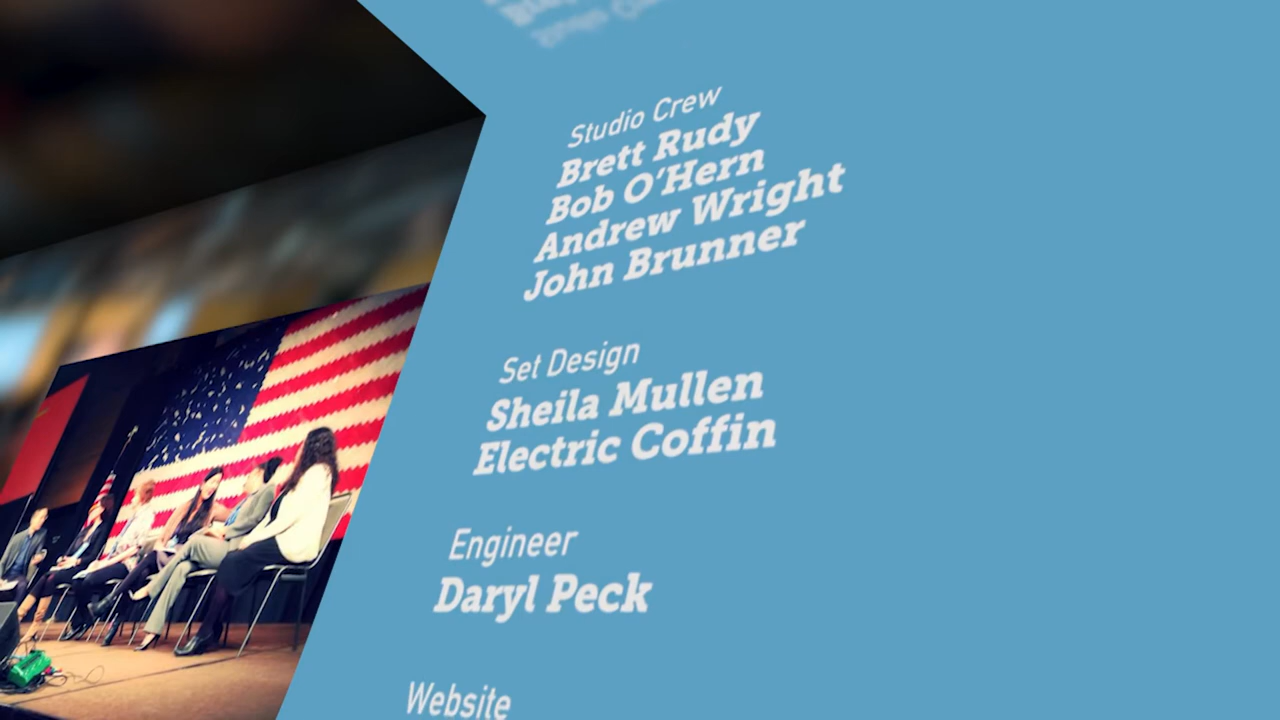 Studio Crew
Brett Rudy
Bob O'Hern
Andrew Wright
John Brunner
Set Design
Sheila Mullen
Electric Coffin
Engineer
Daryl Peck
Website